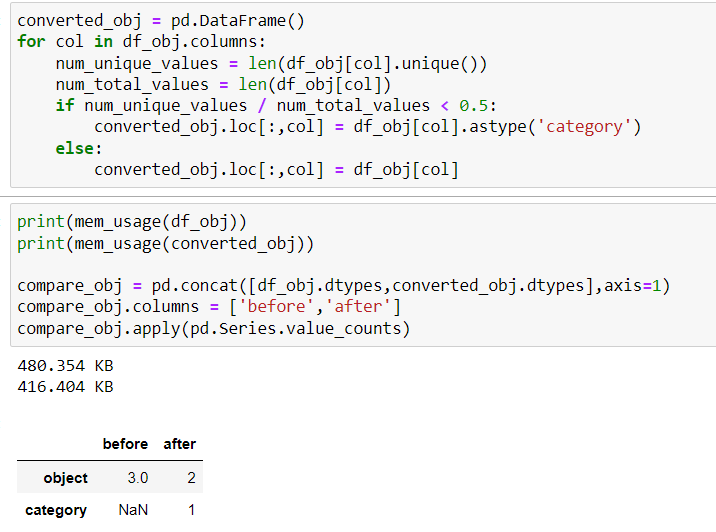 converted_obj = pd.DataFrame()
for col in df_obj.columns:
    num_unique_values = len(df_obj[col].unique())
    num_total_values = len(df_obj[col])
    if num_unique_values / num_total_values < 0.5:
        converted_obj.loc[:,col] = df_obj[col].astype('category')
    else:
        converted_obj.loc[:,col] = df_obj[col]
print(mem_usage(df_obj))
print(mem_usage(converted_obj))
compare_obj = pd.concat([df_obj.dtypes,converted_obj.dtypes],axis=1)
compare_obj.columns = ['before','after']
compare_obj.apply(pd.Series.value_counts)
480.354 KB
416.404 KB
before after
object 3.0 2
category NaN 1